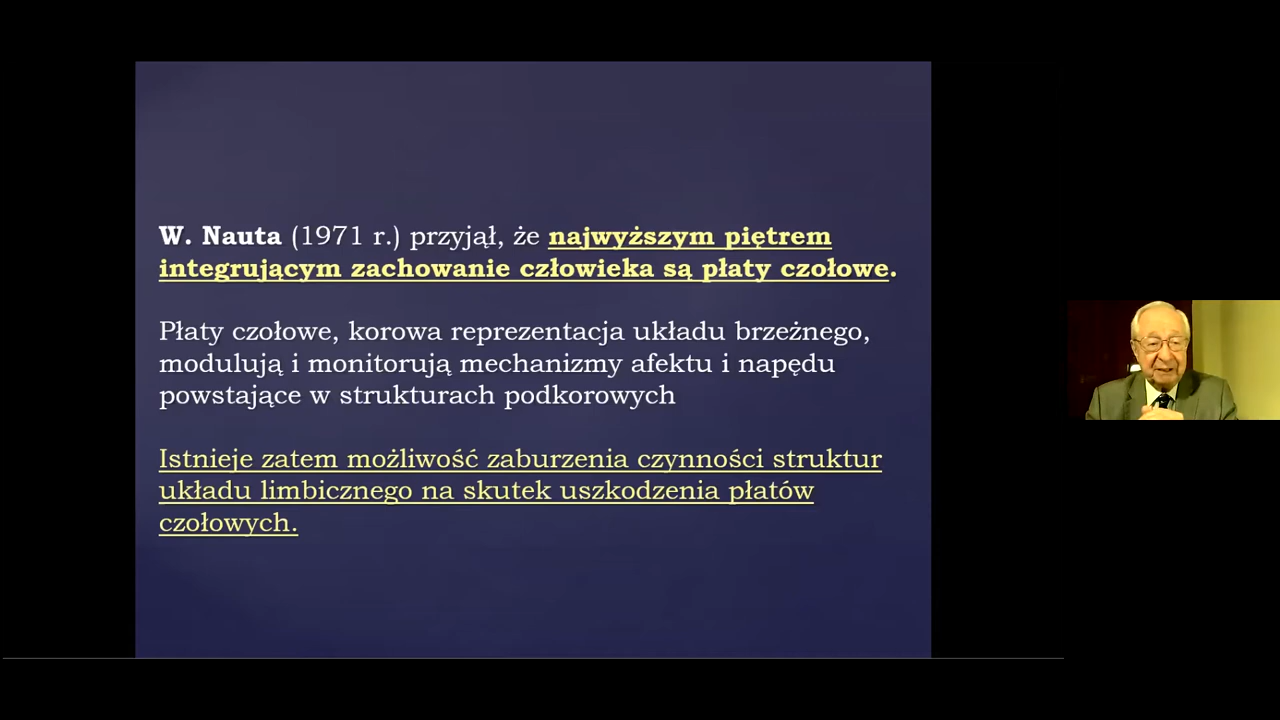 W. Nauta (1971 r.) przyjął, że najwyższym piętrem
integrującym zachowanie człowieka są płaty czołowe.
Płaty czołowe, korowa reprezentacja układu brzeżnego,
modulują i monitorują mechanizmy afektu i napędu
powstające w strukturach podkorowych
Istnieje zatem możliwość zaburzenia czynności struktur
układu limbicznego na skutek uszkodzenia płatów
czołowych.